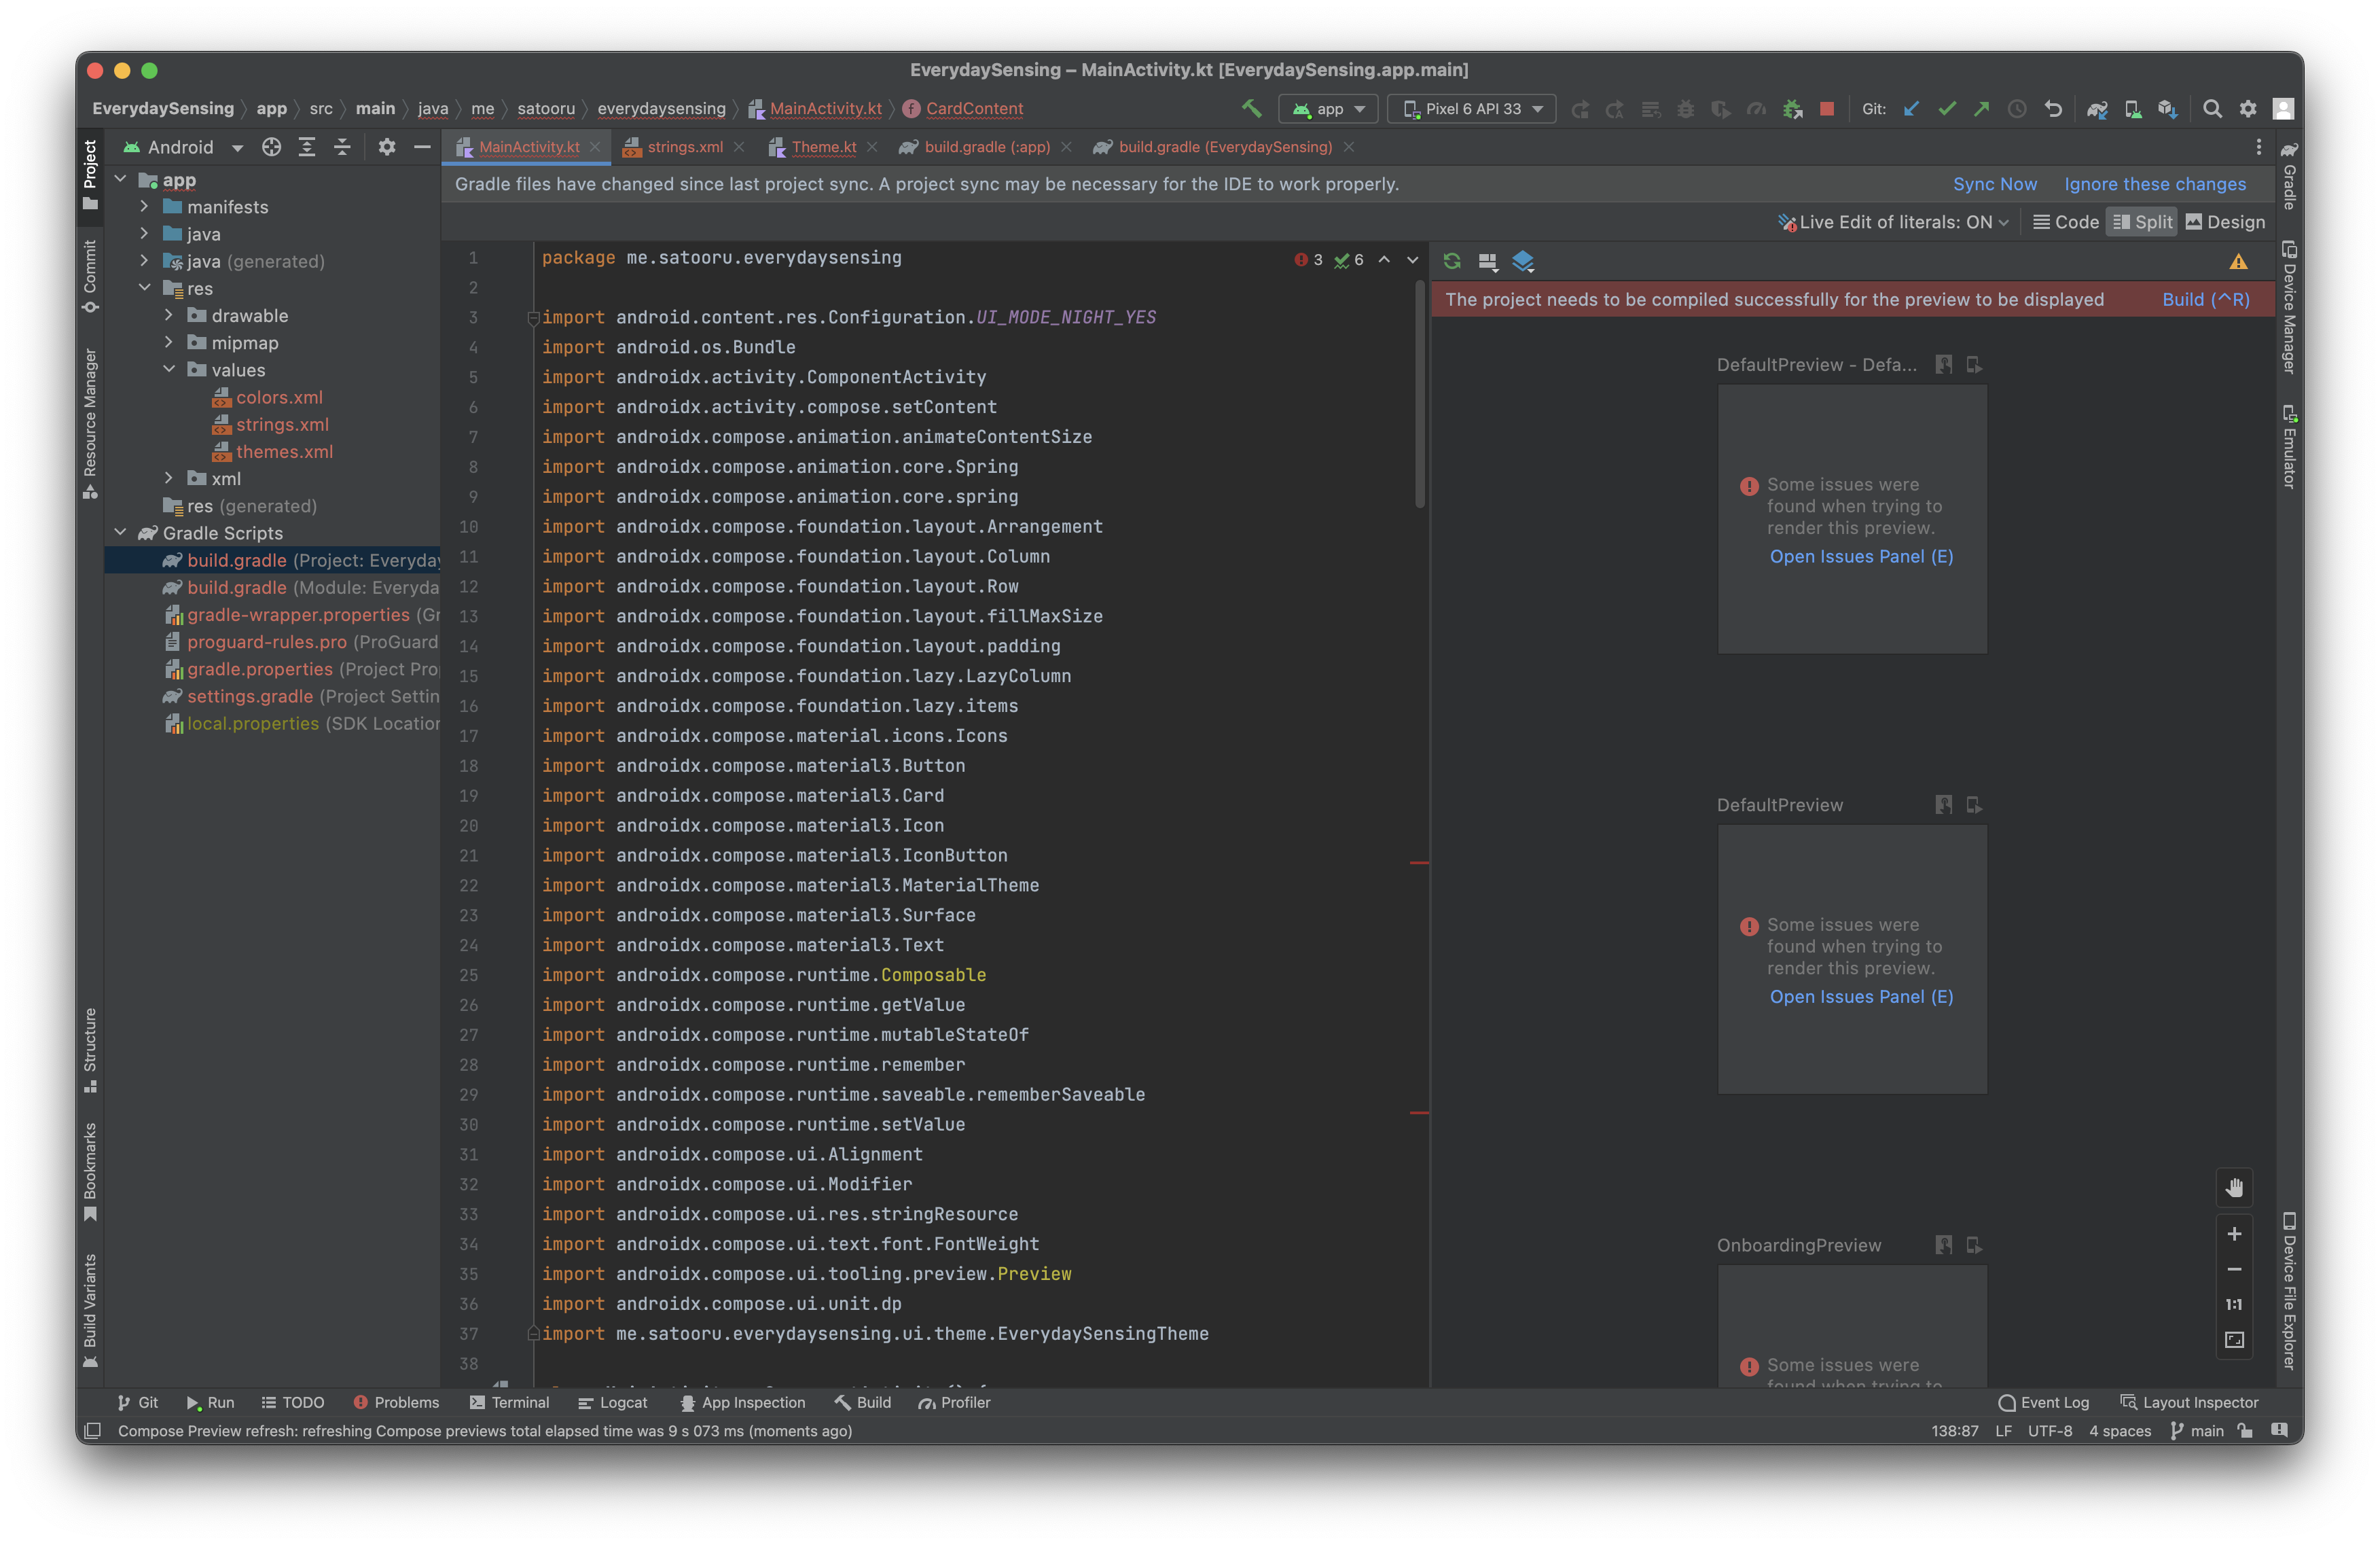 EverydaySensing – MainActivity.kt [EverydaySensing.app.main]
EverydaySensing app src main java me satooru everydaysensing MainActivity.kt CardContent
app Pixel 6 API 33 Git:
Project
Commit
Resource Manager
Structure
Bookmarks
Build Variants
Android
app
manifests
java
java (generated)
res
drawable
mipmap
values
colors.xml
strings.xml
themes.xml
xml
res (generated)
Gradle Scripts
build.gradle (Project: Everyday
build.gradle (Module: Everyda
gradle-wrapper.properties (Gr
proguard-rules.pro (ProGuard
gradle.properties (Project Pro
settings.gradle (Project Settin
local.properties (SDK Location
MainActivity.kt strings.xml Theme.kt build.gradle (:app) build.gradle (EverydaySensing)
Gradle files have changed since last project sync. A project sync may be necessary for the IDE to work properly. Sync Now Ignore these changes
Live Edit of literals: ON Code Split Design
3 6
1 package me.satooru.everydaysensing
2
3 import android.content.res.Configuration.UI_MODE_NIGHT_YES
4 import android.os.Bundle
5 import androidx.activity.ComponentActivity
6 import androidx.activity.compose.setContent
7 import androidx.compose.animation.animateContentSize
8 import androidx.compose.animation.core.Spring
9 import androidx.compose.animation.core.spring
10 import androidx.compose.foundation.layout.Arrangement
11 import androidx.compose.foundation.layout.Column
12 import androidx.compose.foundation.layout.Row
13 import androidx.compose.foundation.layout.fillMaxSize
14 import androidx.compose.foundation.layout.padding
15 import androidx.compose.foundation.lazy.LazyColumn
16 import androidx.compose.foundation.lazy.items
17 import androidx.compose.material.icons.Icons
18 import androidx.compose.material3.Button
19 import androidx.compose.material3.Card
20 import androidx.compose.material3.Icon
21 import androidx.compose.material3.IconButton
22 import androidx.compose.material3.MaterialTheme
23 import androidx.compose.material3.Surface
24 import androidx.compose.material3.Text
25 import androidx.compose.runtime.Composable
26 import androidx.compose.runtime.getValue
27 import androidx.compose.runtime.mutableStateOf
28 import androidx.compose.runtime.remember
29 import androidx.compose.runtime.saveable.rememberSaveable
30 import androidx.compose.runtime.setValue
31 import androidx.compose.ui.Alignment
32 import androidx.compose.ui.Modifier
33 import androidx.compose.ui.res.stringResource
34 import androidx.compose.ui.text.font.FontWeight
35 import androidx.compose.ui.tooling.preview.Preview
36 import androidx.compose.ui.unit.dp
37 import me.satooru.everydaysensing.ui.theme.EverydaySensingTheme
38
The project needs to be compiled successfully for the preview to be displayed Build (^R)
DefaultPreview - Defa...
Some issues were
found when trying to
render this preview.
Open Issues Panel (E)
DefaultPreview
Some issues were
found when trying to
render this preview.
Open Issues Panel (E)
OnboardingPreview
Some issues were
found when trying to
1:1
Gradle
Device Manager
Emulator
Device File Explorer
Git Run TODO Problems Terminal Logcat App Inspection Build Profiler Event Log Layout Inspector
Compose Preview refresh: refreshing Compose previews total elapsed time was 9 s 073 ms (moments ago) 138:87 LF UTF-8 4 spaces main